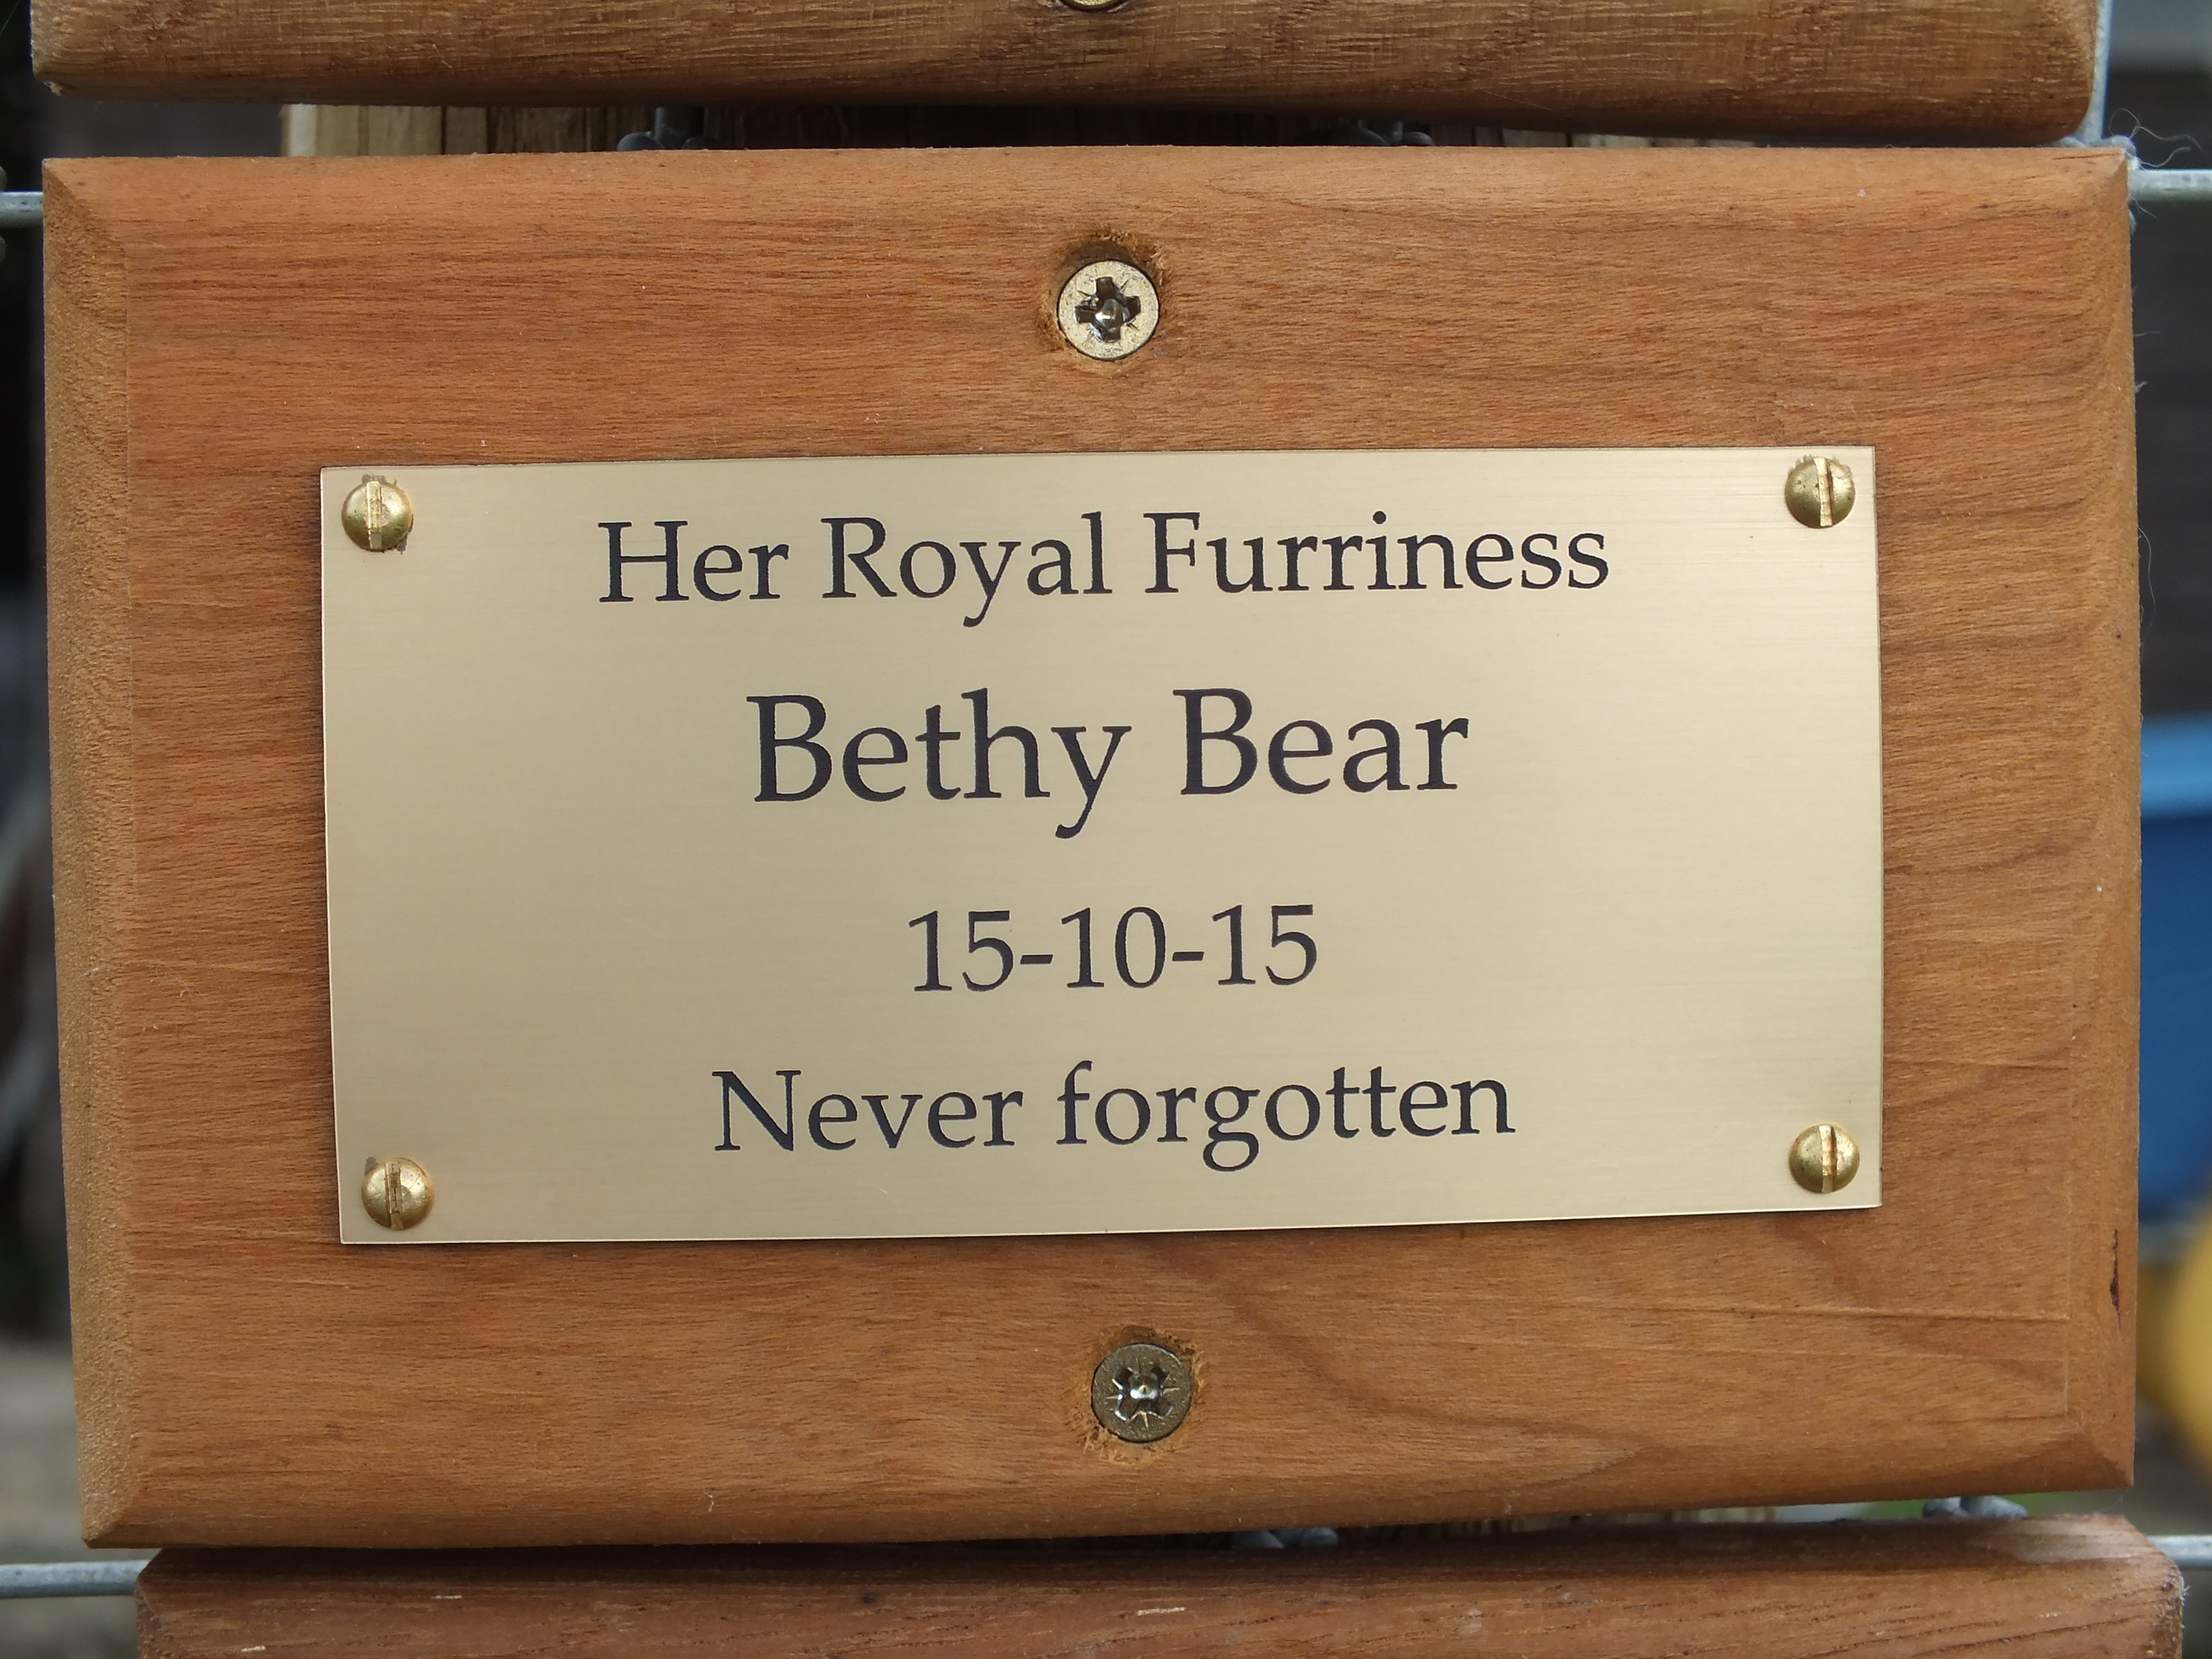 Her Royal Furriness
Bethy Bear
15-10-15
Never forgotten